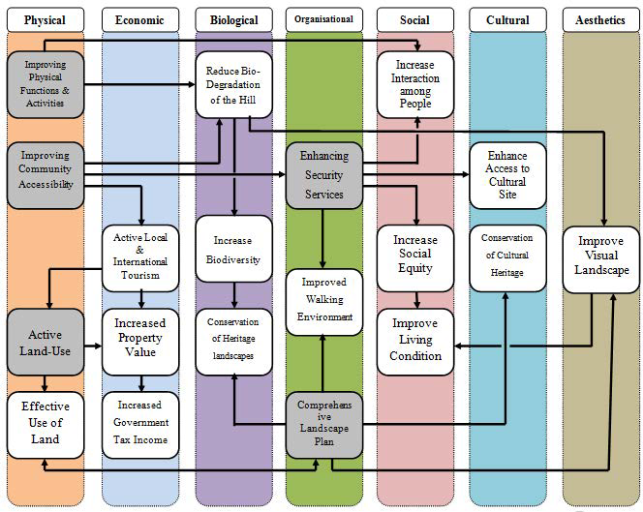 Physical
Economic
Biological
Organisational
Social
Cultural
Aesthetics
Improving
Physical
Functions &
Activities
Reduce Bio-
Degradation
of the Hill
Increase
Interaction
among
People
Improving
Community
Accessibility
Enhancing
Security
Services
Enhance
Access to
Cultural
Site
Active Local
&
International
Tourism
Increase
Biodiversity
Improved
Walking
Environment
Increase
Social
Equity
Conservation
of Cultural
Heritage
Improve
Visual
Landscape
Active
Land-Use
Increased
Property
Value
Conservation
of Heritage
landscapes
Improve
Living
Condition
Effective
Use of
Land
Increased
Government
Tax Income
Comprehens
ive
Landscape
Plan